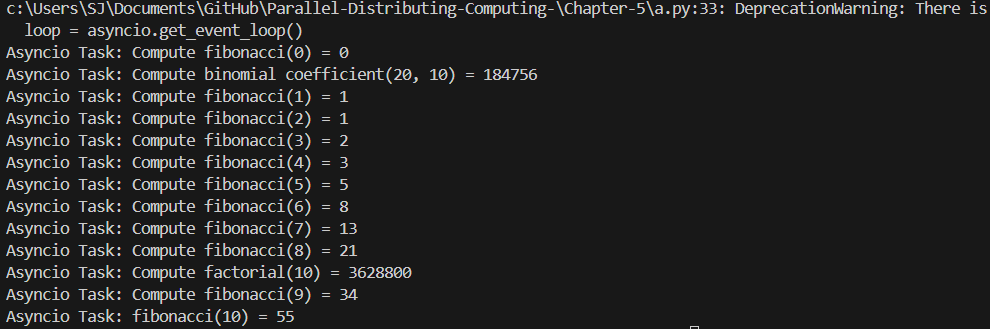 c:\Users\SJ\Documents\GitHub\Parallel-Distributing-Computing-\Chapter-5\a.py:33: DeprecationWarning: There is
  loop = asyncio.get_event_loop()
Asyncio Task: Compute fibonacci(0) = 0
Asyncio Task: Compute binomial coefficient(20, 10) = 184756
Asyncio Task: Compute fibonacci(1) = 1
Asyncio Task: Compute fibonacci(2) = 1
Asyncio Task: Compute fibonacci(3) = 2
Asyncio Task: Compute fibonacci(4) = 3
Asyncio Task: Compute fibonacci(5) = 5
Asyncio Task: Compute fibonacci(6) = 8
Asyncio Task: Compute fibonacci(7) = 13
Asyncio Task: Compute fibonacci(8) = 21
Asyncio Task: Compute factorial(10) = 3628800
Asyncio Task: Compute fibonacci(9) = 34
Asyncio Task: fibonacci(10) = 55